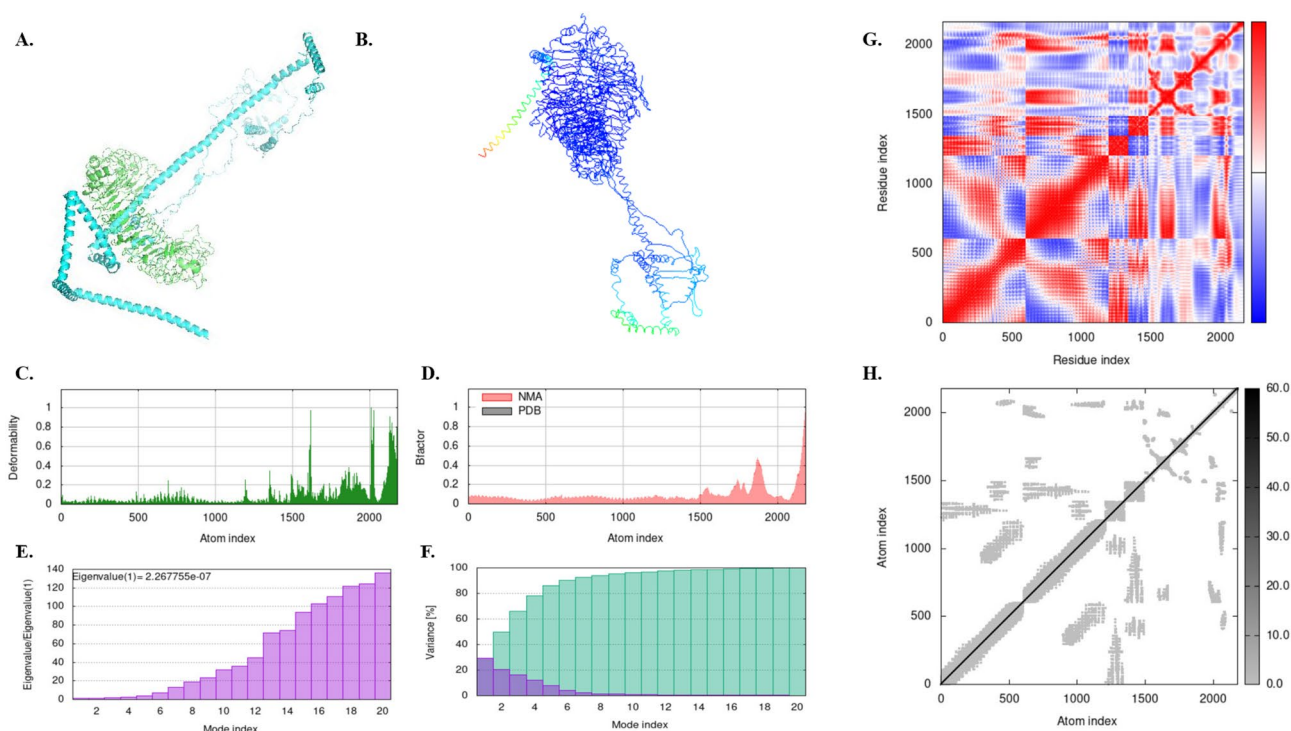 A.
B.
G.
2000
1500
1000
500
0
Residue index
0 500 1000 1500 2000
Residue index
C.
1
0.8
0.6
0.4
0.2
0
Deformability
0 500 1000 1500 2000
Atom index
D.
NMA
PDB
1
0.8
0.6
0.4
0.2
0
Bfactor
0 500 1000 1500 2000
Atom index
H.
2000
1500
1000
500
0
Atom index
0 500 1000 1500 2000
Atom index
60.0
50.0
40.0
30.0
20.0
10.0
0.0
E.
Eigenvalue(1)= 2.267755e-07
140
120
100
80
60
40
20
0
Eigenvalue/Eigenvalue(1)
2 4 6 8 10 12 14 16 18 20
Mode index
F.
100
80
60
40
20
0
Variance [%]
2 4 6 8 10 12 14 16 18 20
Mode index